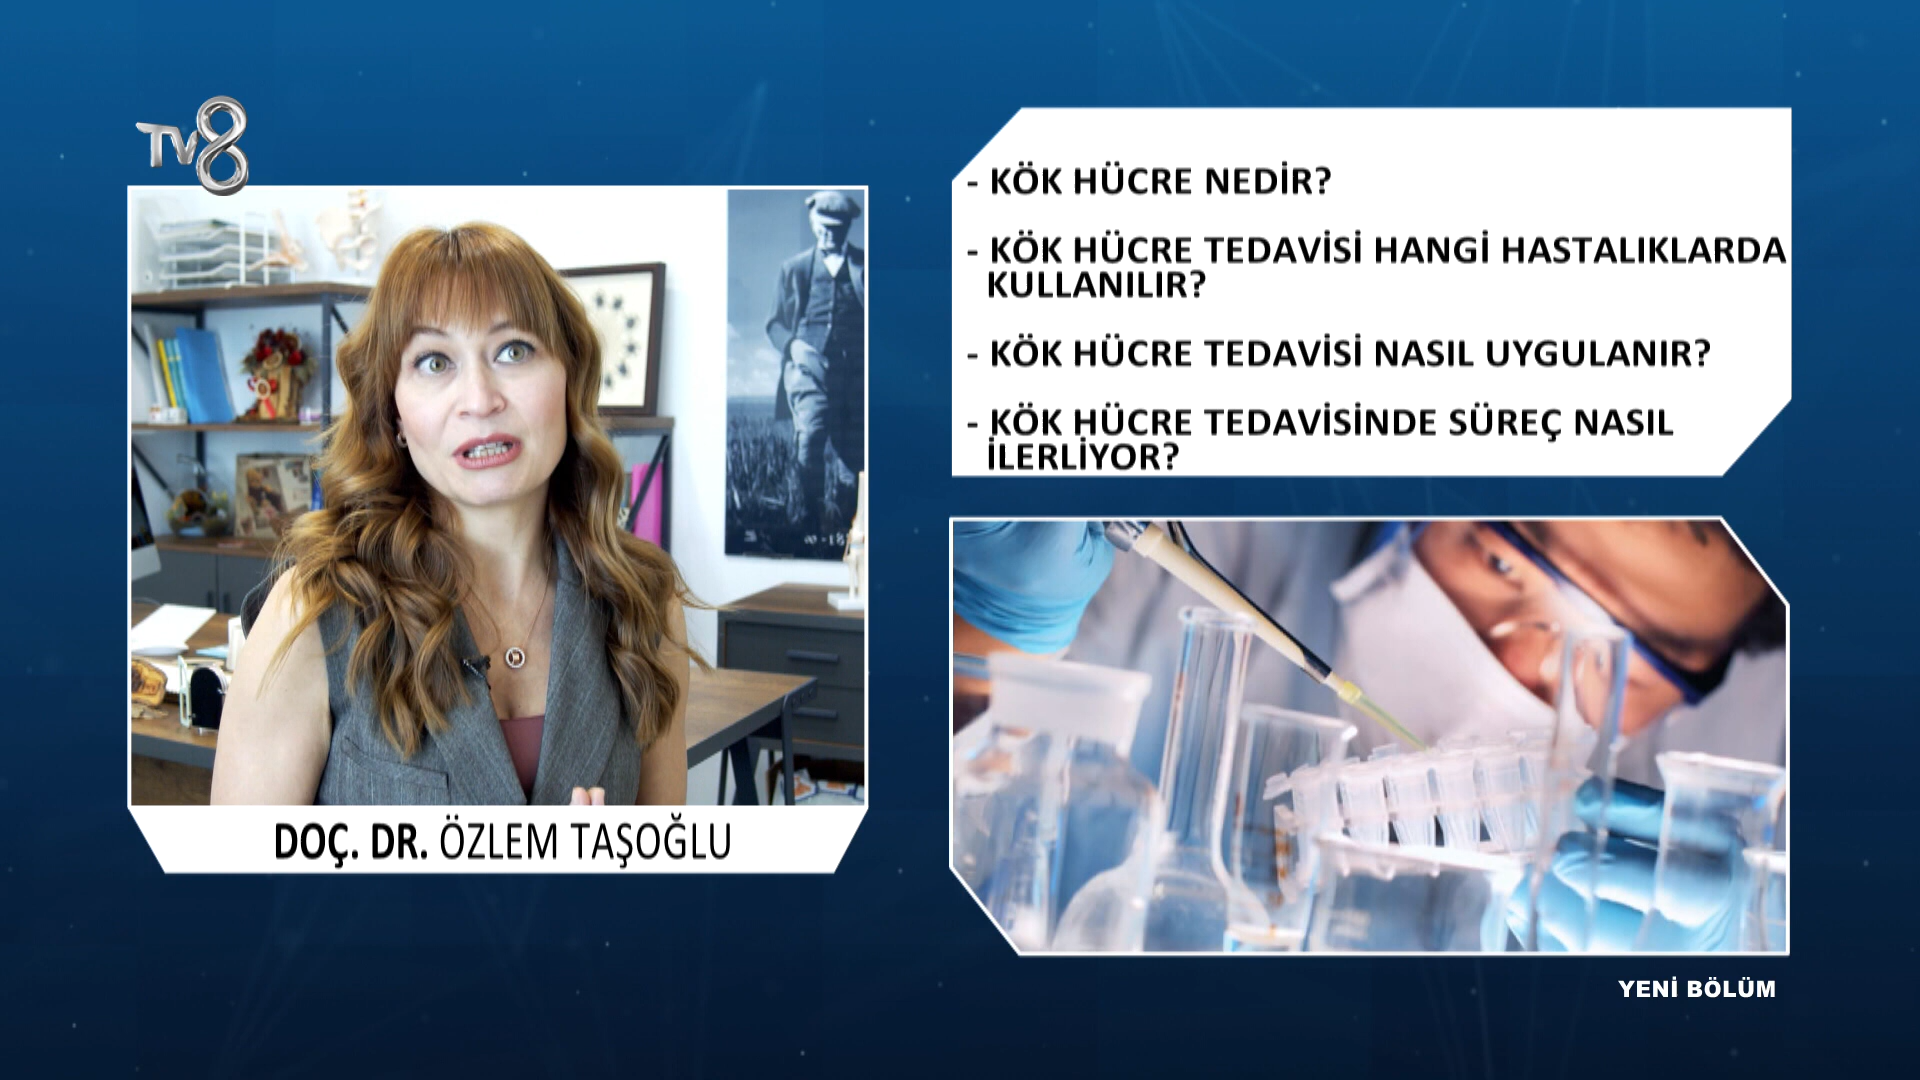 TV8
- KÖK HÜCRE NEDİR?
- KÖK HÜCRE TEDAVİSİ HANGİ HASTALIKLARDA
KULLANILIR?
- KÖK HÜCRE TEDAVİSİ NASIL UYGULANIR?
- KÖK HÜCRE TEDAVİSİNDE SÜREÇ NASIL
İLERLİYOR?
DOÇ. DR. ÖZLEM TAŞOĞLU
YENİ BÖLÜM